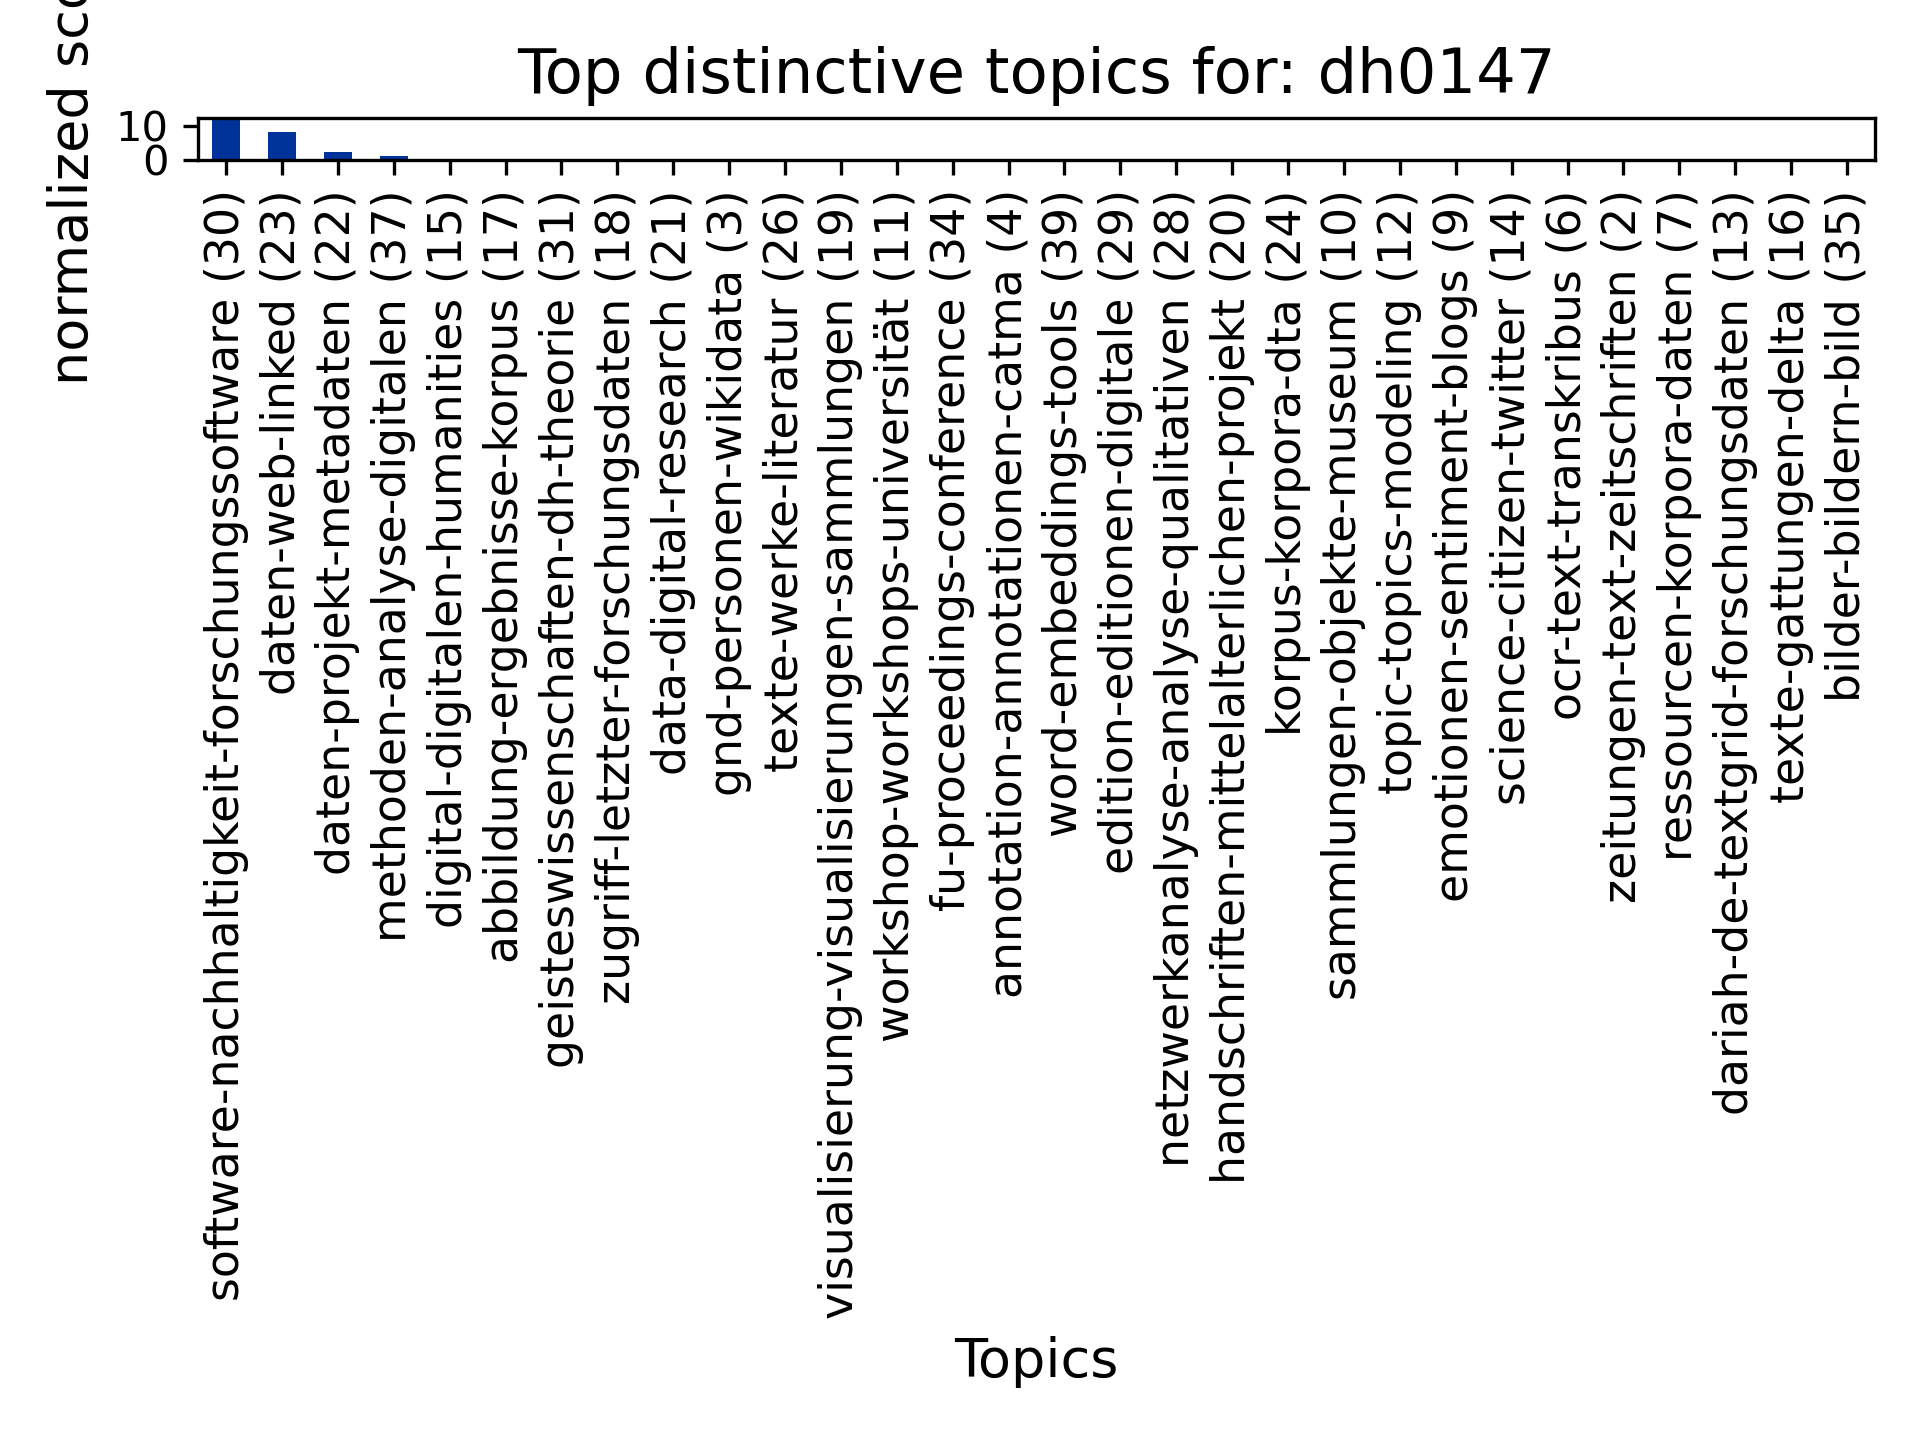 Top distinctive topics for: dh0147
normalized sco
10
0
software-nachhaltigkeit-forschungssoftware (30)
daten-web-linked (23)
daten-projekt-metadaten (22)
methoden-analyse-digitalen (37)
digital-digitalen-humanities (15)
abbildung-ergebnisse-korpus (17)
geisteswissenschaften-dh-theorie (31)
zugriff-letzter-forschungsdaten (18)
data-digital-research (21)
gnd-personen-wikidata (3)
texte-werke-literatur (26)
visualisierung-visualisierungen-sammlungen (19)
workshop-workshops-universität (11)
fu-proceedings-conference (34)
annotation-annotationen-catma (4)
word-embeddings-tools (39)
edition-editionen-digitale (29)
netzwerkanalyse-analyse-qualitativen (28)
handschriften-mittelalterlichen-projekt (20)
korpus-korpora-dta (24)
sammlungen-objekte-museum (10)
topic-topics-modeling (12)
emotionen-sentiment-blogs (9)
science-citizen-twitter (14)
ocr-text-transkribus (6)
zeitungen-text-zeitschriften (2)
ressourcen-korpora-daten (7)
dariah-de-textgrid-forschungsdaten (13)
texte-gattungen-delta (16)
bilder-bildern-bild (35)
Topics